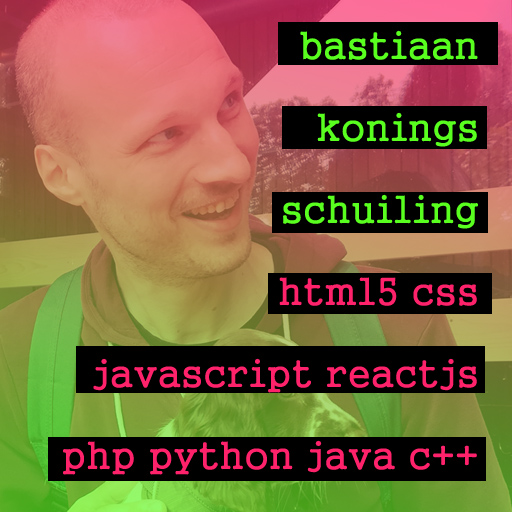 bastiaan
konings
schuiling
html5 css
javascript reactjs
php python java c++